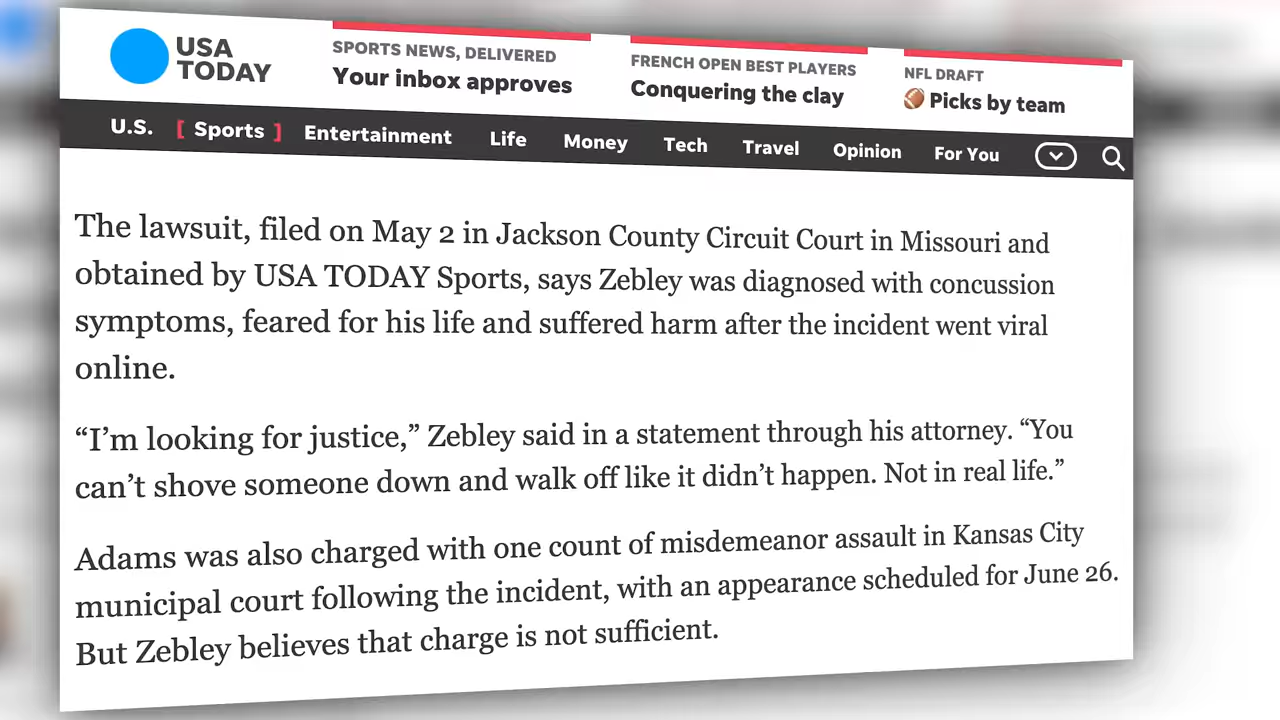 USA
TODAY
SPORTS NEWS, DELIVERED
Your inbox approves
FRENCH OPEN BEST PLAYERS
Conquering the clay
NFL DRAFT
🏈 Picks by team
U.S. [ Sports ] Entertainment Life Money Tech Travel Opinion For You
The lawsuit, filed on May 2 in Jackson County Circuit Court in Missouri and
obtained by USA TODAY Sports, says Zebley was diagnosed with concussion
symptoms, feared for his life and suffered harm after the incident went viral
online.
“I’m looking for justice,” Zebley said in a statement through his attorney. “You
can’t shove someone down and walk off like it didn’t happen. Not in real life.”
Adams was also charged with one count of misdemeanor assault in Kansas City
municipal court following the incident, with an appearance scheduled for June 26.
But Zebley believes that charge is not sufficient.